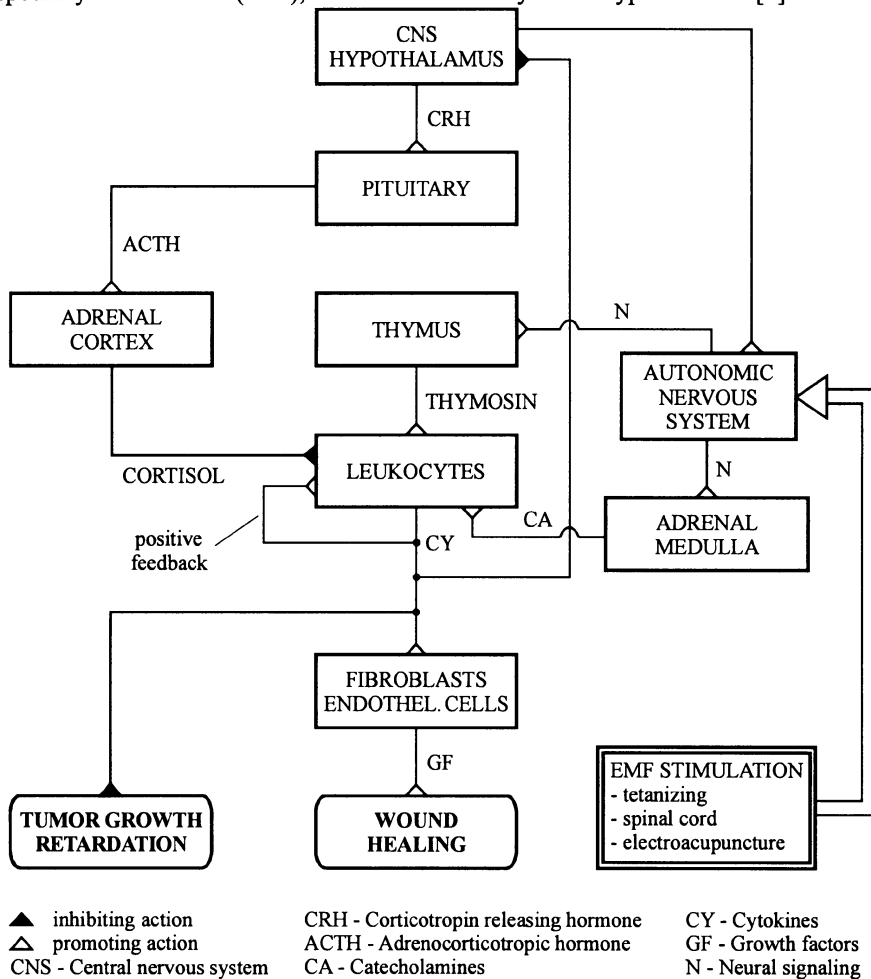 CNS
HYPOTHALAMUS
CRH
PITUITARY
ACTH
ADRENAL
CORTEX
THYMUS
N
AUTONOMIC
NERVOUS
SYSTEM
THYMOSIN
CORTISOL
LEUKOCYTES
N
CA
ADRENAL
MEDULLA
positive
feedback
CY
FIBROBLASTS
ENDOTHEL. CELLS
GF
EMF STIMULATION
- tetanizing
- spinal cord
- electroacupuncture
TUMOR GROWTH
RETARDATION
WOUND
HEALING
▲ inhibiting action
△ promoting action
CNS - Central nervous system
CRH - Corticotropin releasing hormone
ACTH - Adrenocorticotropic hormone
CA - Catecholamines
CY - Cytokines
GF - Growth factors
N - Neural signaling